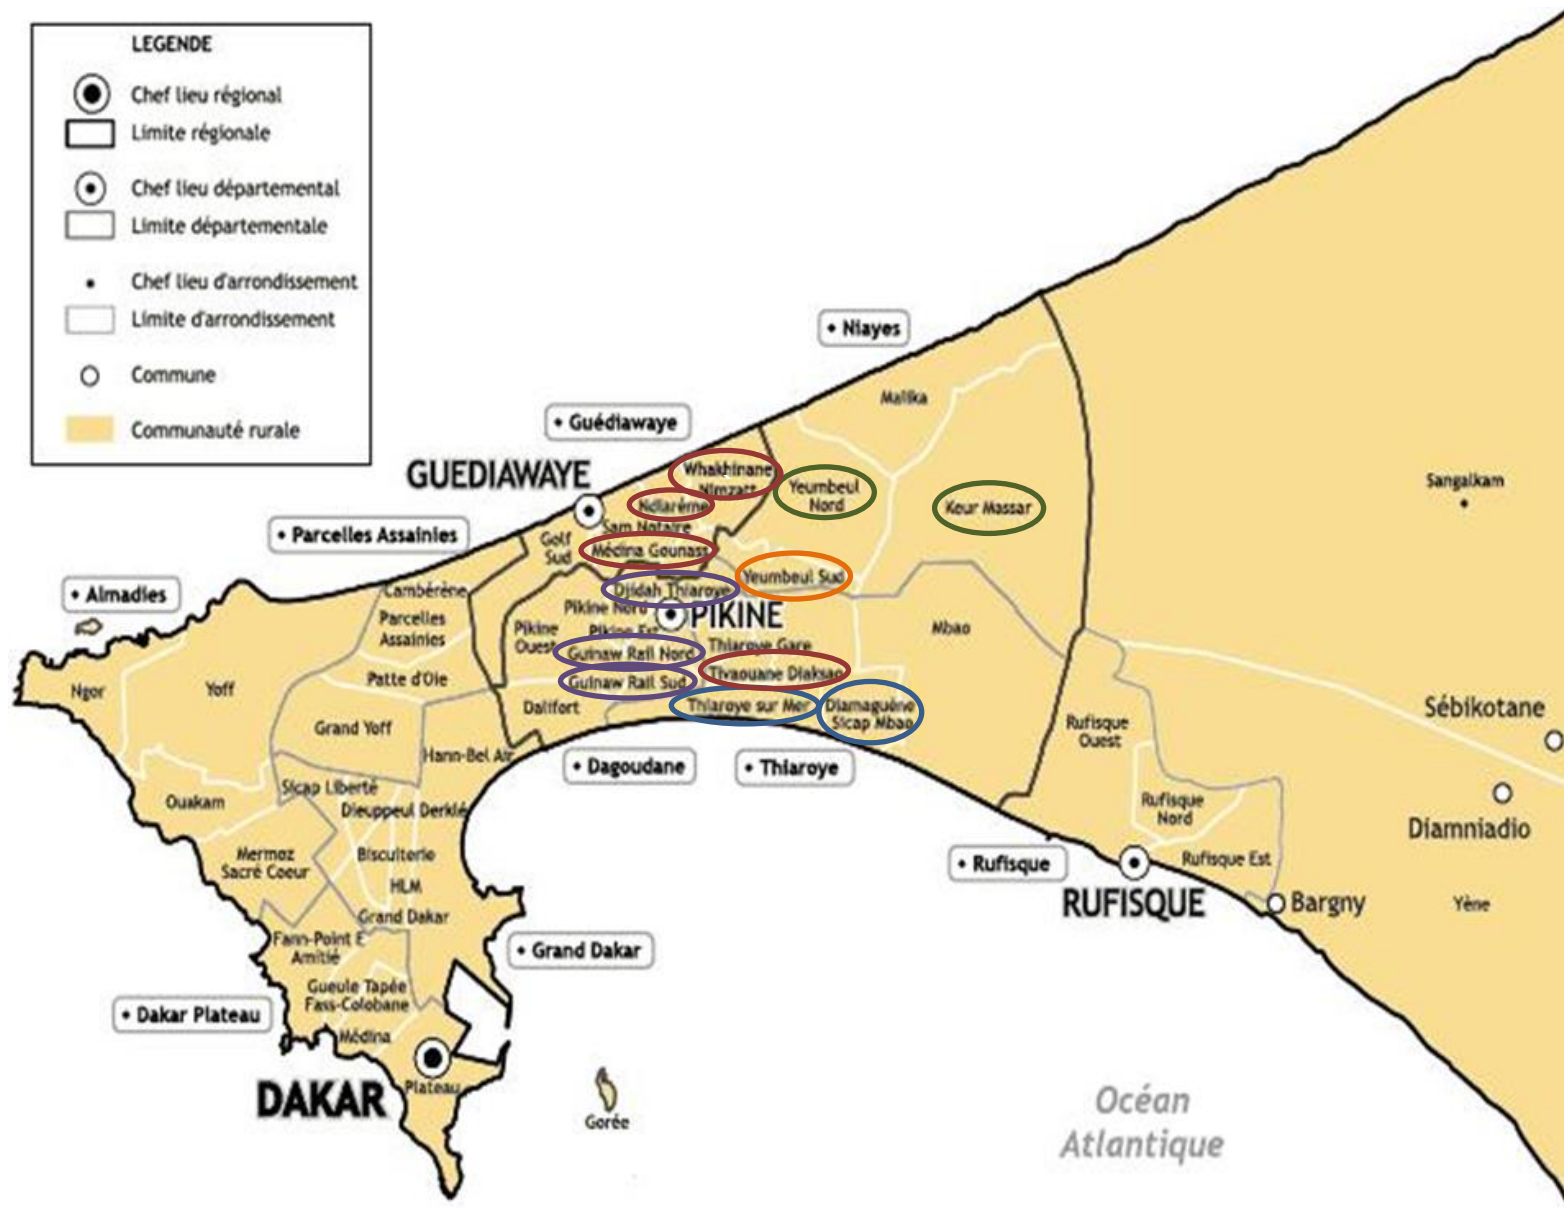 LEGENDE
Chef lieu régional
Limite régionale
Chef lieu départemental
Limite départementale
Chef lieu d'arrondissement
Limite d'arrondissement
Commune
Communauté rurale
• Niayes
Malika
• Guédiawaye
GUEDIAWAYE
Whakhinane
Nimzatt
Yeumbeul
Nord
Keur Massar
Sangalkam
Ndiarème
Sam Notaire
• Parcelles Assainies
Golf
Sud
Médina Gounass
Yeumbeul Sud
• Almadies
Cambérène
Djidah Thiaroye
Pikine Nord
PIKINE
Parcelles
Assainies
Pikine
Ouest
Pikine Est
Mbao
Thiaroye Gare
Guinaw Rail Nord
Tivaouane Diaksao
Ngor
Yoff
Patte d'Oie
Guinaw Rail Sud
Dalifort
Thiaroye sur Mer
Diamaguène
Sicap Mbao
Sébikotane
Grand Yoff
Rufisque
Ouest
Hann-Bel Air
• Dagoudane
• Thiaroye
Sicap Liberté
Ouakam
Dieuppeul Derklé
Rufisque
Nord
Diamniadio
Mermoz
Sacré Coeur
Biscuiterie
• Rufisque
Rufisque Est
HLM
RUFISQUE
Bargny
Yène
Grand Dakar
Fann-Point E
Amitié
• Grand Dakar
Gueule Tapée
Fass-Colobane
• Dakar Plateau
Médina
DAKAR
Plateau
Gorée
Océan
Atlantique